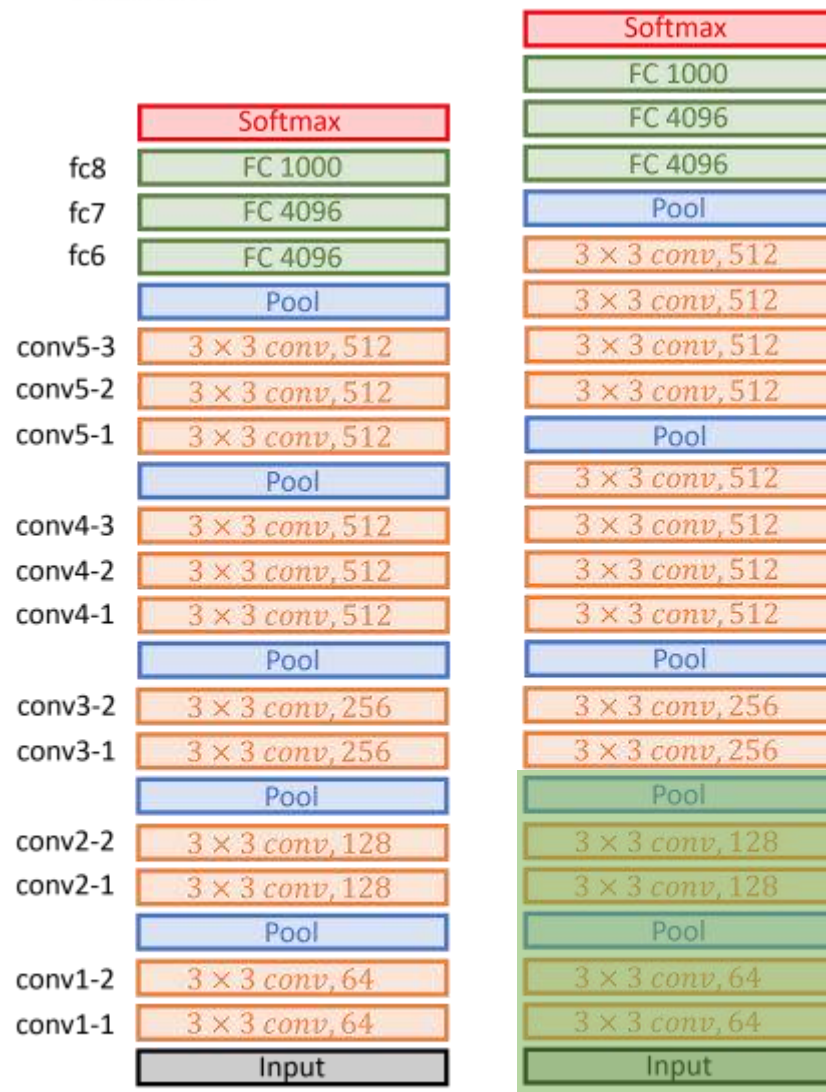 Softmax
fc8 FC 1000
fc7 FC 4096
fc6 FC 4096
Pool
conv5-3 3 × 3 conv, 512
conv5-2 3 × 3 conv, 512
conv5-1 3 × 3 conv, 512
Pool
conv4-3 3 × 3 conv, 512
conv4-2 3 × 3 conv, 512
conv4-1 3 × 3 conv, 512
Pool
conv3-2 3 × 3 conv, 256
conv3-1 3 × 3 conv, 256
Pool
conv2-2 3 × 3 conv, 128
conv2-1 3 × 3 conv, 128
Pool
conv1-2 3 × 3 conv, 64
conv1-1 3 × 3 conv, 64
Input
Softmax
FC 1000
FC 4096
FC 4096
Pool
3 × 3 conv, 512
3 × 3 conv, 512
3 × 3 conv, 512
3 × 3 conv, 512
Pool
3 × 3 conv, 512
3 × 3 conv, 512
3 × 3 conv, 512
3 × 3 conv, 512
Pool
3 × 3 conv, 256
3 × 3 conv, 256
Pool
3 × 3 conv, 128
3 × 3 conv, 128
Pool
3 × 3 conv, 64
3 × 3 conv, 64
Input